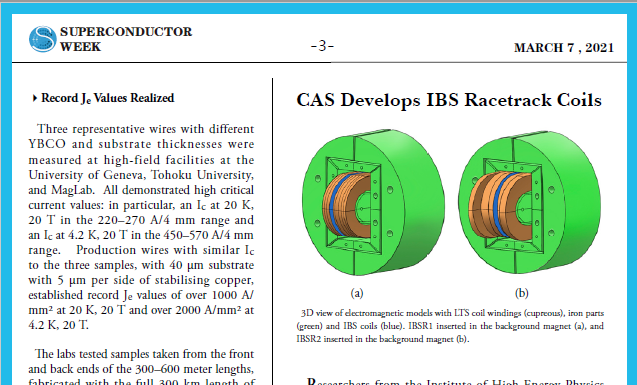 SUPERCONDUCTOR
WEEK
-3-
MARCH 7 , 2021
Record Je Values Realized
Three representative wires with different
YBCO and substrate thicknesses were
measured at high-field facilities at the
University of Geneva, Tohoku University,
and MagLab. All demonstrated high critical
current values: in particular, an Ic at 20 K,
20 T in the 220–270 A/4 mm range and
an Ic at 4.2 K, 20 T in the 450–570 A/4 mm
range. Production wires with similar Ic
to the three samples, with 40 µm substrate
with 5 µm per side of stabilising copper,
established record Je values of over 1000 A/
mm² at 20 K, 20 T and over 2000 A/mm² at
4.2 K, 20 T.
The labs tested samples taken from the front
and back ends of the 300–600 meter lengths,
fabricated with the full 300 km length of
CAS Develops IBS Racetrack Coils
(a)
(b)
3D view of electromagnetic models with LTS coil windings (cupreous), iron parts
(green) and IBS coils (blue). IBSR1 inserted in the background magnet (a), and
IBSR2 inserted in the background magnet (b).
Researchers from the Institute of High Energy Physics